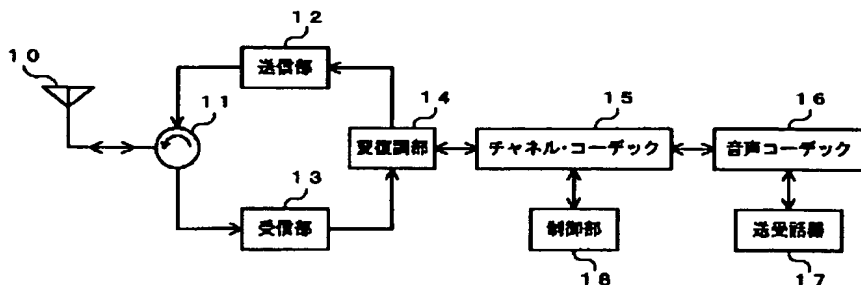 10
11
12
送信部
13
受信部
14
変復調部
15
チャネル・コーデック
16
音声コーデック
制御部
18
送受話器
17